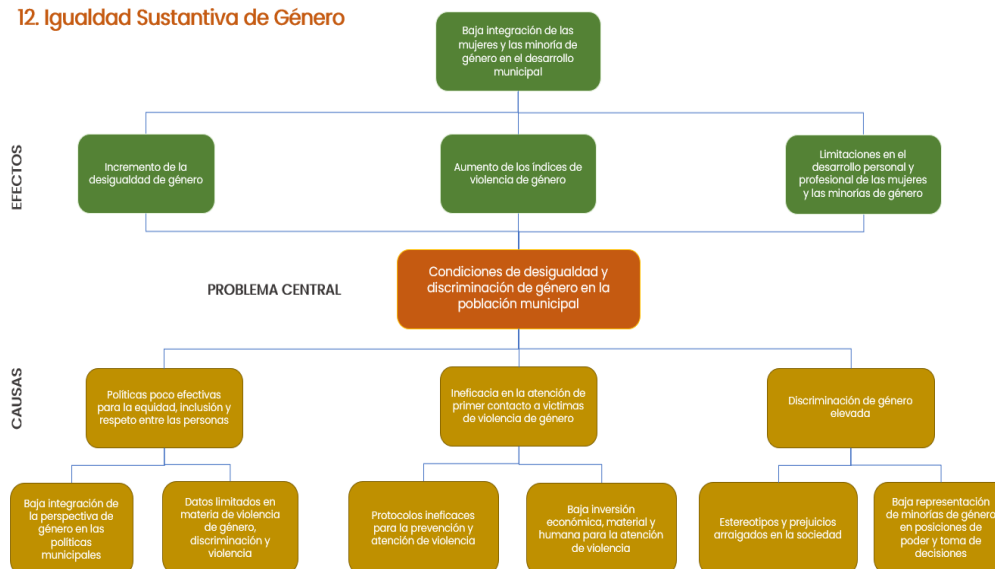 12. Igualdad Sustantiva de Género
Baja integración de las
mujeres y las minoría de
género en el desarrollo
municipal
EFECTOS
Incremento de la
desigualdad de género
Aumento de los índices de
violencia de género
Limitaciones en el
desarrollo personal y
profesional de las mujeres
y las minorías de género
PROBLEMA CENTRAL
Condiciones de desigualdad y
discriminación de género en la
población municipal
CAUSAS
Políticas poco efectivas
para la equidad, inclusión y
respeto entre las personas
Ineficacia en la atención de
primer contacto a victimas
de violencia de género
Discriminación de género
elevada
Baja integración de
la perspectiva de
género en las
políticas
municipales
Datos limitados en
materia de violencia
de género,
discriminación y
violencia
Protocolos ineficaces
para la prevención y
atención de violencia
Baja inversión
económica, material y
humana para la atención
de violencia
Estereotipos y prejuicios
arraigados en la sociedad
Baja representación
de minorías de género
en posiciones de
poder y toma de
decisiones